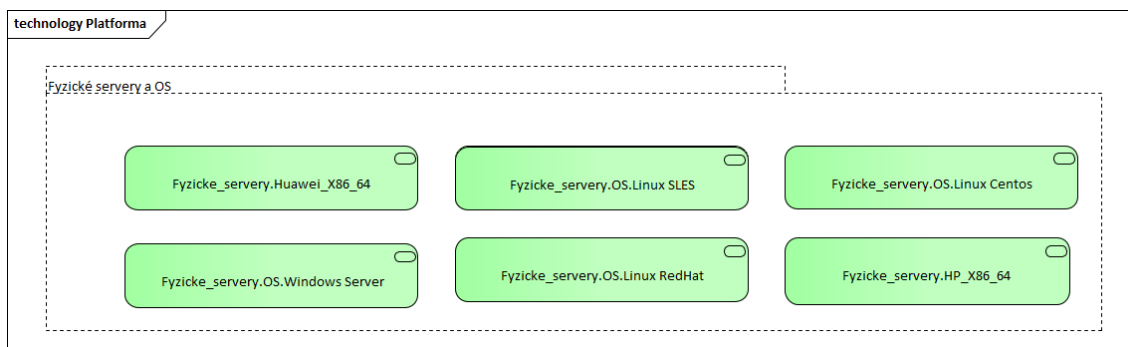 technology Platforma
Fyzické servery a OS
Fyzicke_servery.Huawei_X86_64
Fyzicke_servery.OS.Linux SLES
Fyzicke_servery.OS.Linux Centos
Fyzicke_servery.OS.Windows Server
Fyzicke_servery.OS.Linux RedHat
Fyzicke_servery.HP_X86_64